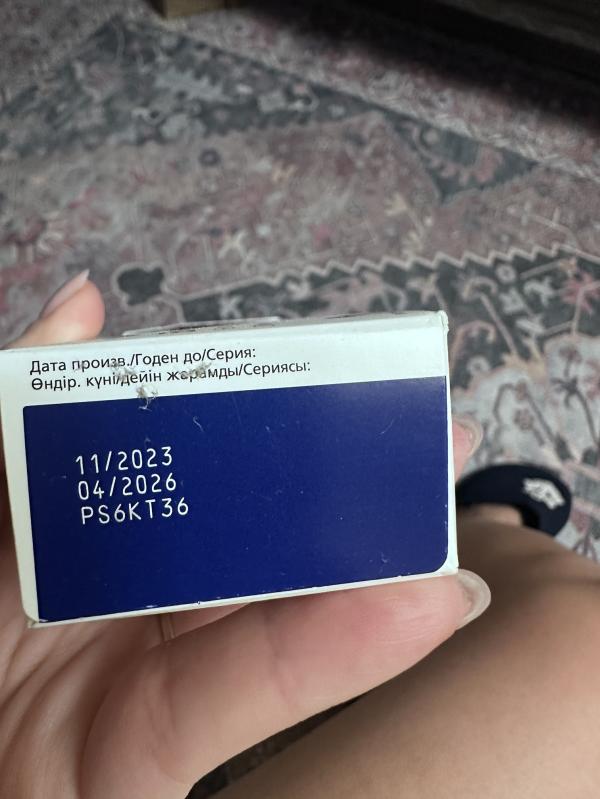 Дата произв./Годен до/Серия:
Өндір. күні/дейін жарамды/Сериясы:
11/2023
04/2026
PS6KT36